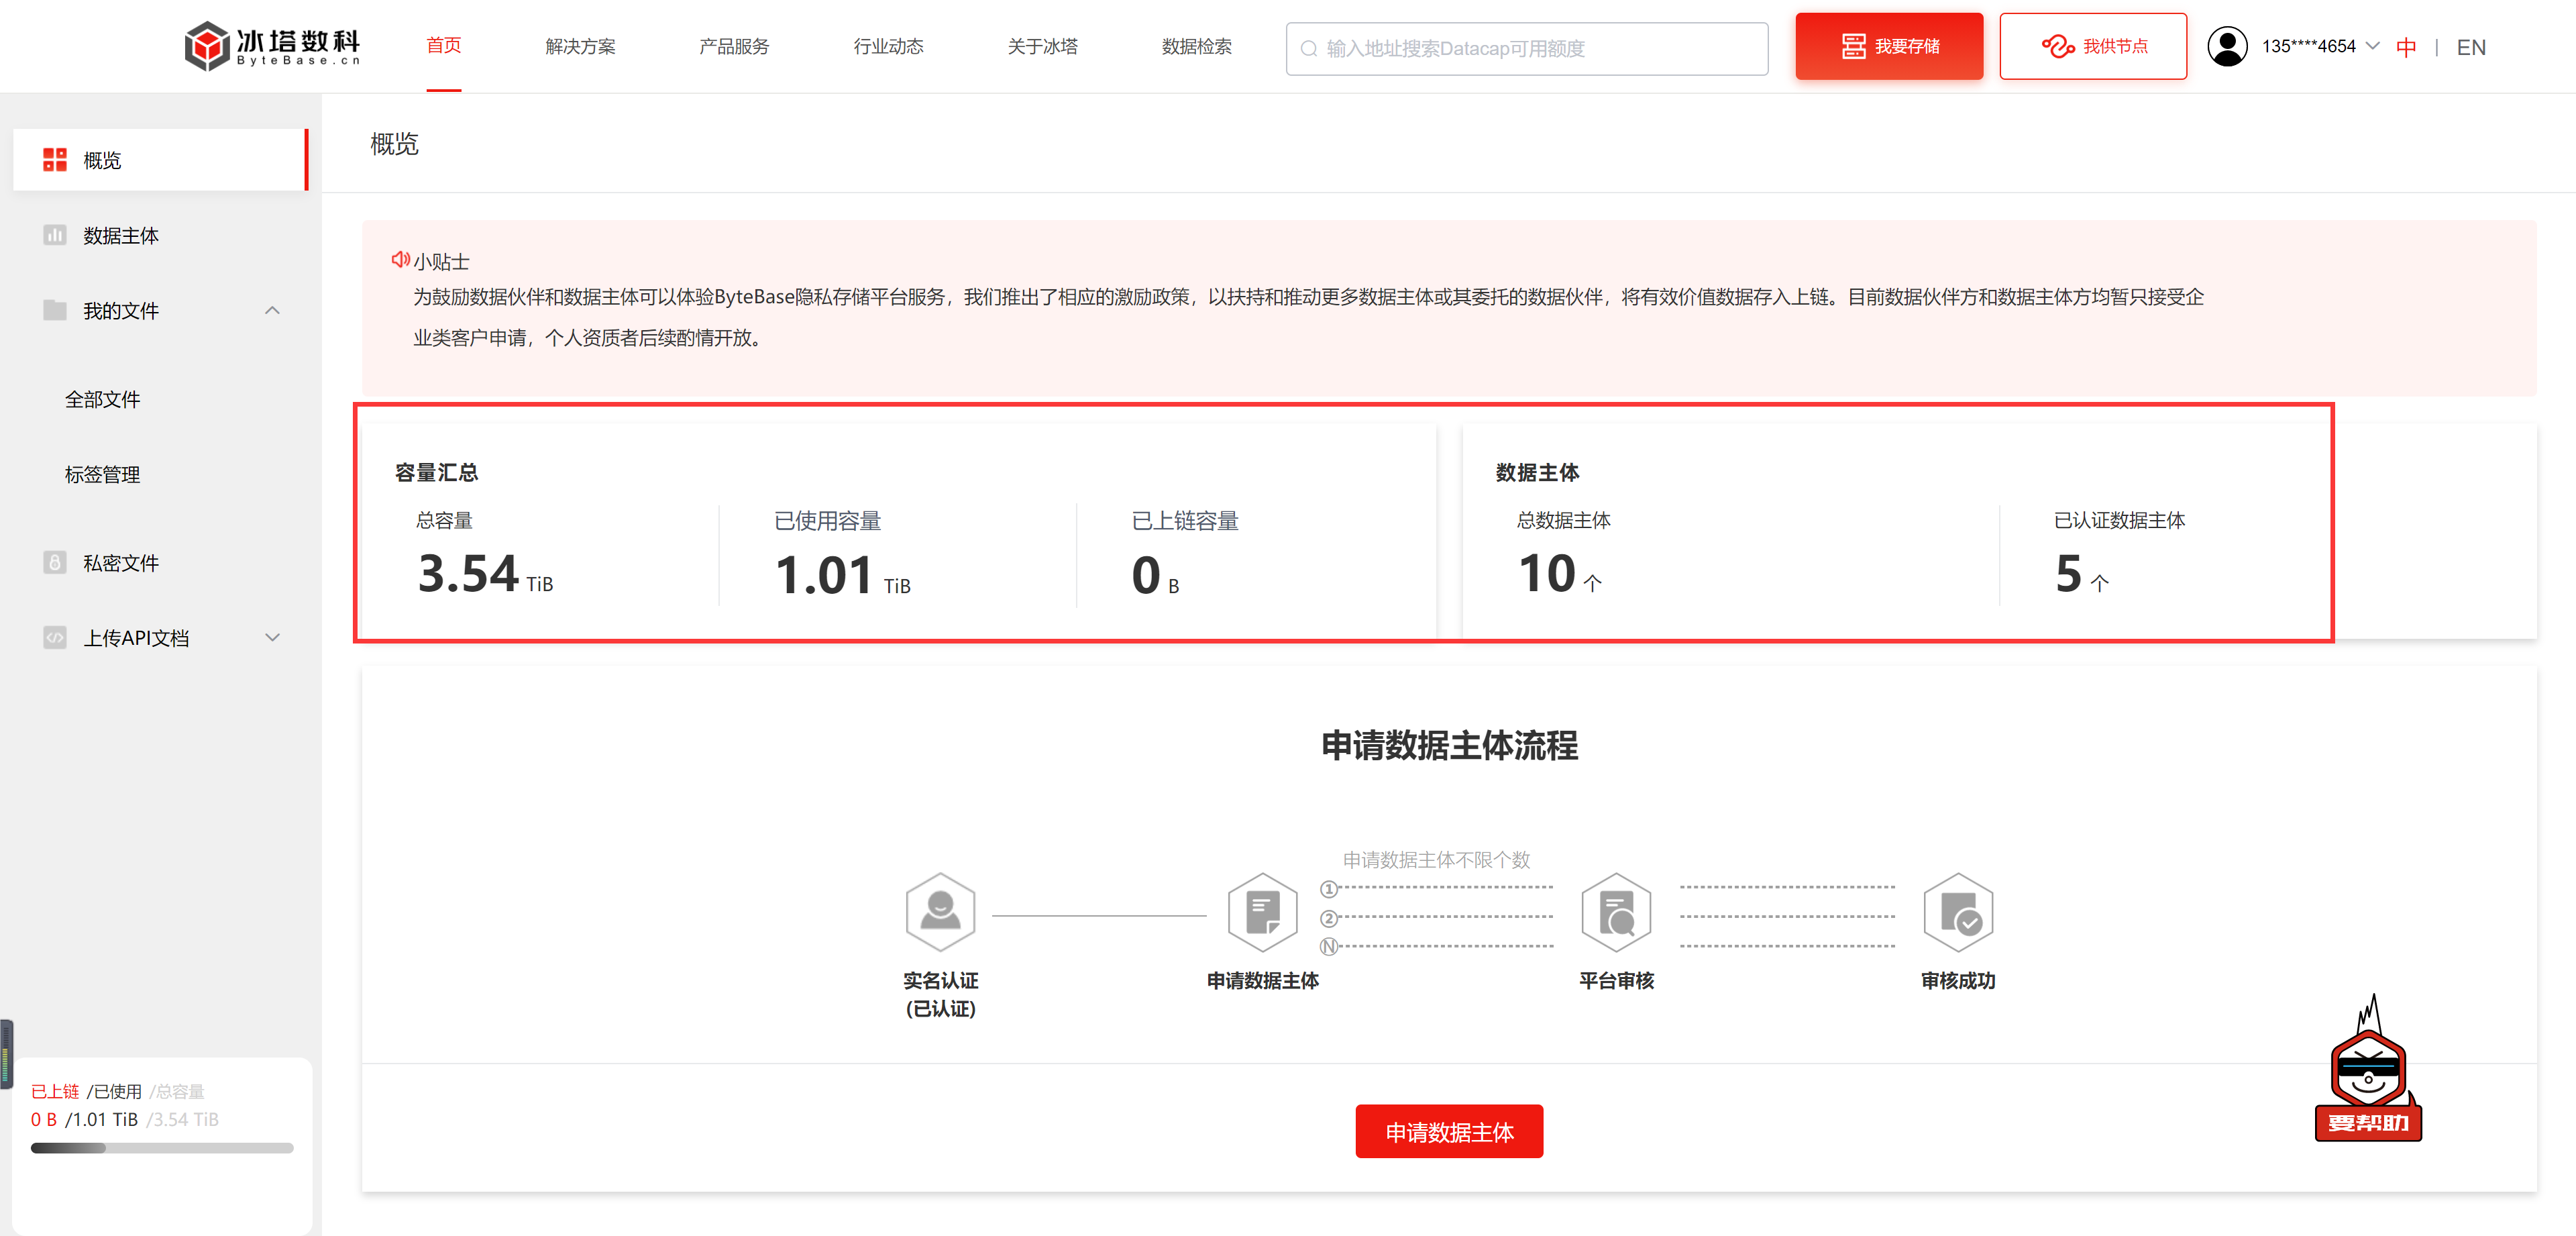 冰塔数科
ByteBase.cn
首页
解决方案
产品服务
行业动态
关于冰塔
数据检索
输入地址搜索Datacap可用额度
我要存储
我供节点
135****4654
中 | EN
概览
数据主体
我的文件
全部文件
标签管理
私密文件
上传API文档
已上链 /已使用 /总容量
0 B /1.01 TiB /3.54 TiB
概览
小贴士
为鼓励数据伙伴和数据主体可以体验ByteBase隐私存储平台服务，我们推出了相应的激励政策，以扶持和推动更多数据主体或其委托的数据伙伴，将有效价值数据存入上链。目前数据伙伴方和数据主体方均暂只接受企
业类客户申请，个人资质者后续酌情开放。
容量汇总
总容量
3.54 TiB
已使用容量
1.01 TiB
已上链容量
0 B
数据主体
总数据主体
10 个
已认证数据主体
5 个
申请数据主体流程
申请数据主体不限个数
①
②
Ⓝ
实名认证
(已认证)
申请数据主体
平台审核
审核成功
要帮助
申请数据主体